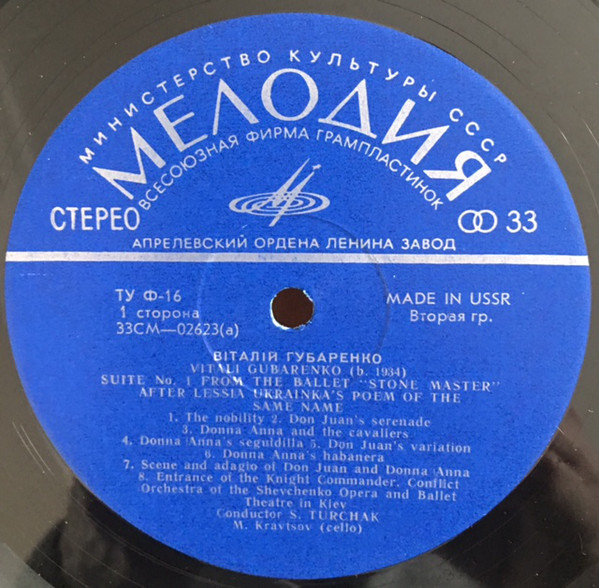 МИНИСТЕРСТВО КУЛЬТУРЫ СССР
МЕЛОДИЯ
ВСЕСОЮЗНАЯ ФИРМА ГРАМПЛАСТИНОК
СТЕРЕО
33
АПРЕЛЕВСКИЙ ОРДЕНА ЛЕНИНА ЗАВОД
ТУ Ф-16
1 сторона
33СМ—02623(а)
MADE IN USSR
Вторая гр.
ВІТАЛІЙ ГУБАРЕНКО
VITALI GUBARENKO (b. 1934)
SUITE No. 1 FROM THE BALLET "STONE MASTER"
AFTER LESSIA UKRAINKA'S POEM OF THE
SAME NAME
1. The nobility 2. Don Juan's serenade
3. Donna Anna and the cavaliers
4. Donna Anna's seguidilla 5. Don Juan's variation
6. Donna Anna's habanera
7. Scene and adagio of Don Juan and Donna Anna
8. Entrance of the Knight Commander. Conflict
Orchestra of the Shevchenko Opera and Ballet
Theatre in Kiev
Conductor S. TURCHAK
M. Kravtsov (cello)